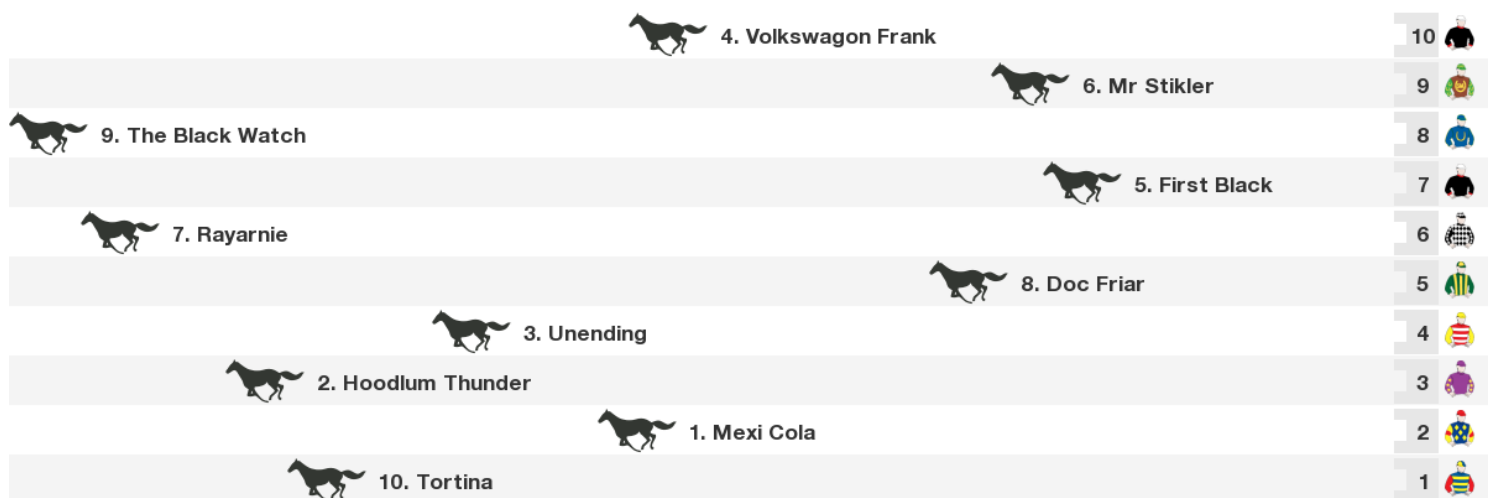 4. Volkswagon Frank 10
6. Mr Stikler 9
9. The Black Watch 8
5. First Black 7
7. Rayarnie 6
8. Doc Friar 5
3. Unending 4
2. Hoodlum Thunder 3
1. Mexi Cola 2
10. Tortina 1